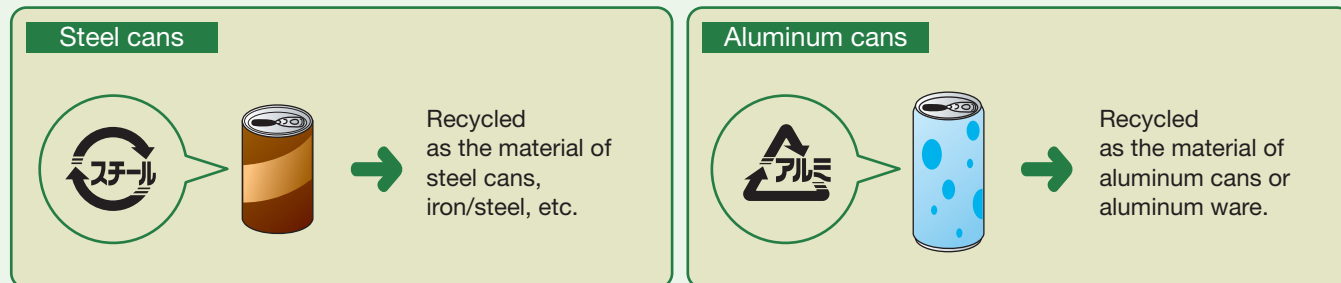 Steel cans
スチール
Recycled
as the material of
steel cans,
iron/steel, etc.
Aluminum cans
アルミ
Recycled
as the material of
aluminum cans or
aluminum ware.